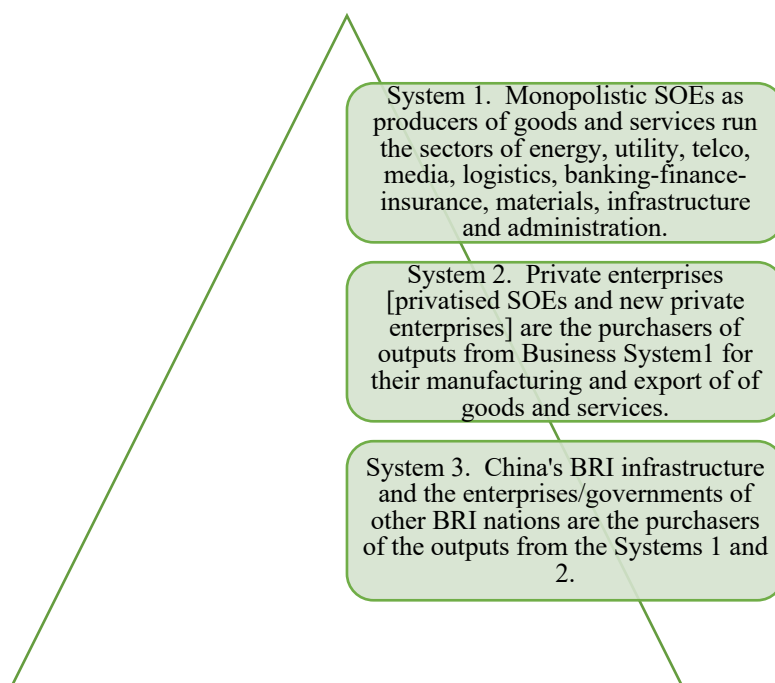 System 1.  Monopolistic SOEs as
producers of goods and services run
the sectors of energy, utility, telco,
media, logistics, banking-finance-
insurance, materials, infrastructure
and administration.
System 2.  Private enterprises
[privatised SOEs and new private
enterprises] are the purchasers of
outputs from Business System1 for
their manufacturing and export of of
goods and services.
System 3.  China's BRI infrastructure
and the enterprises/governments of
other BRI nations are the purchasers
of the outputs from the Systems 1 and
2.